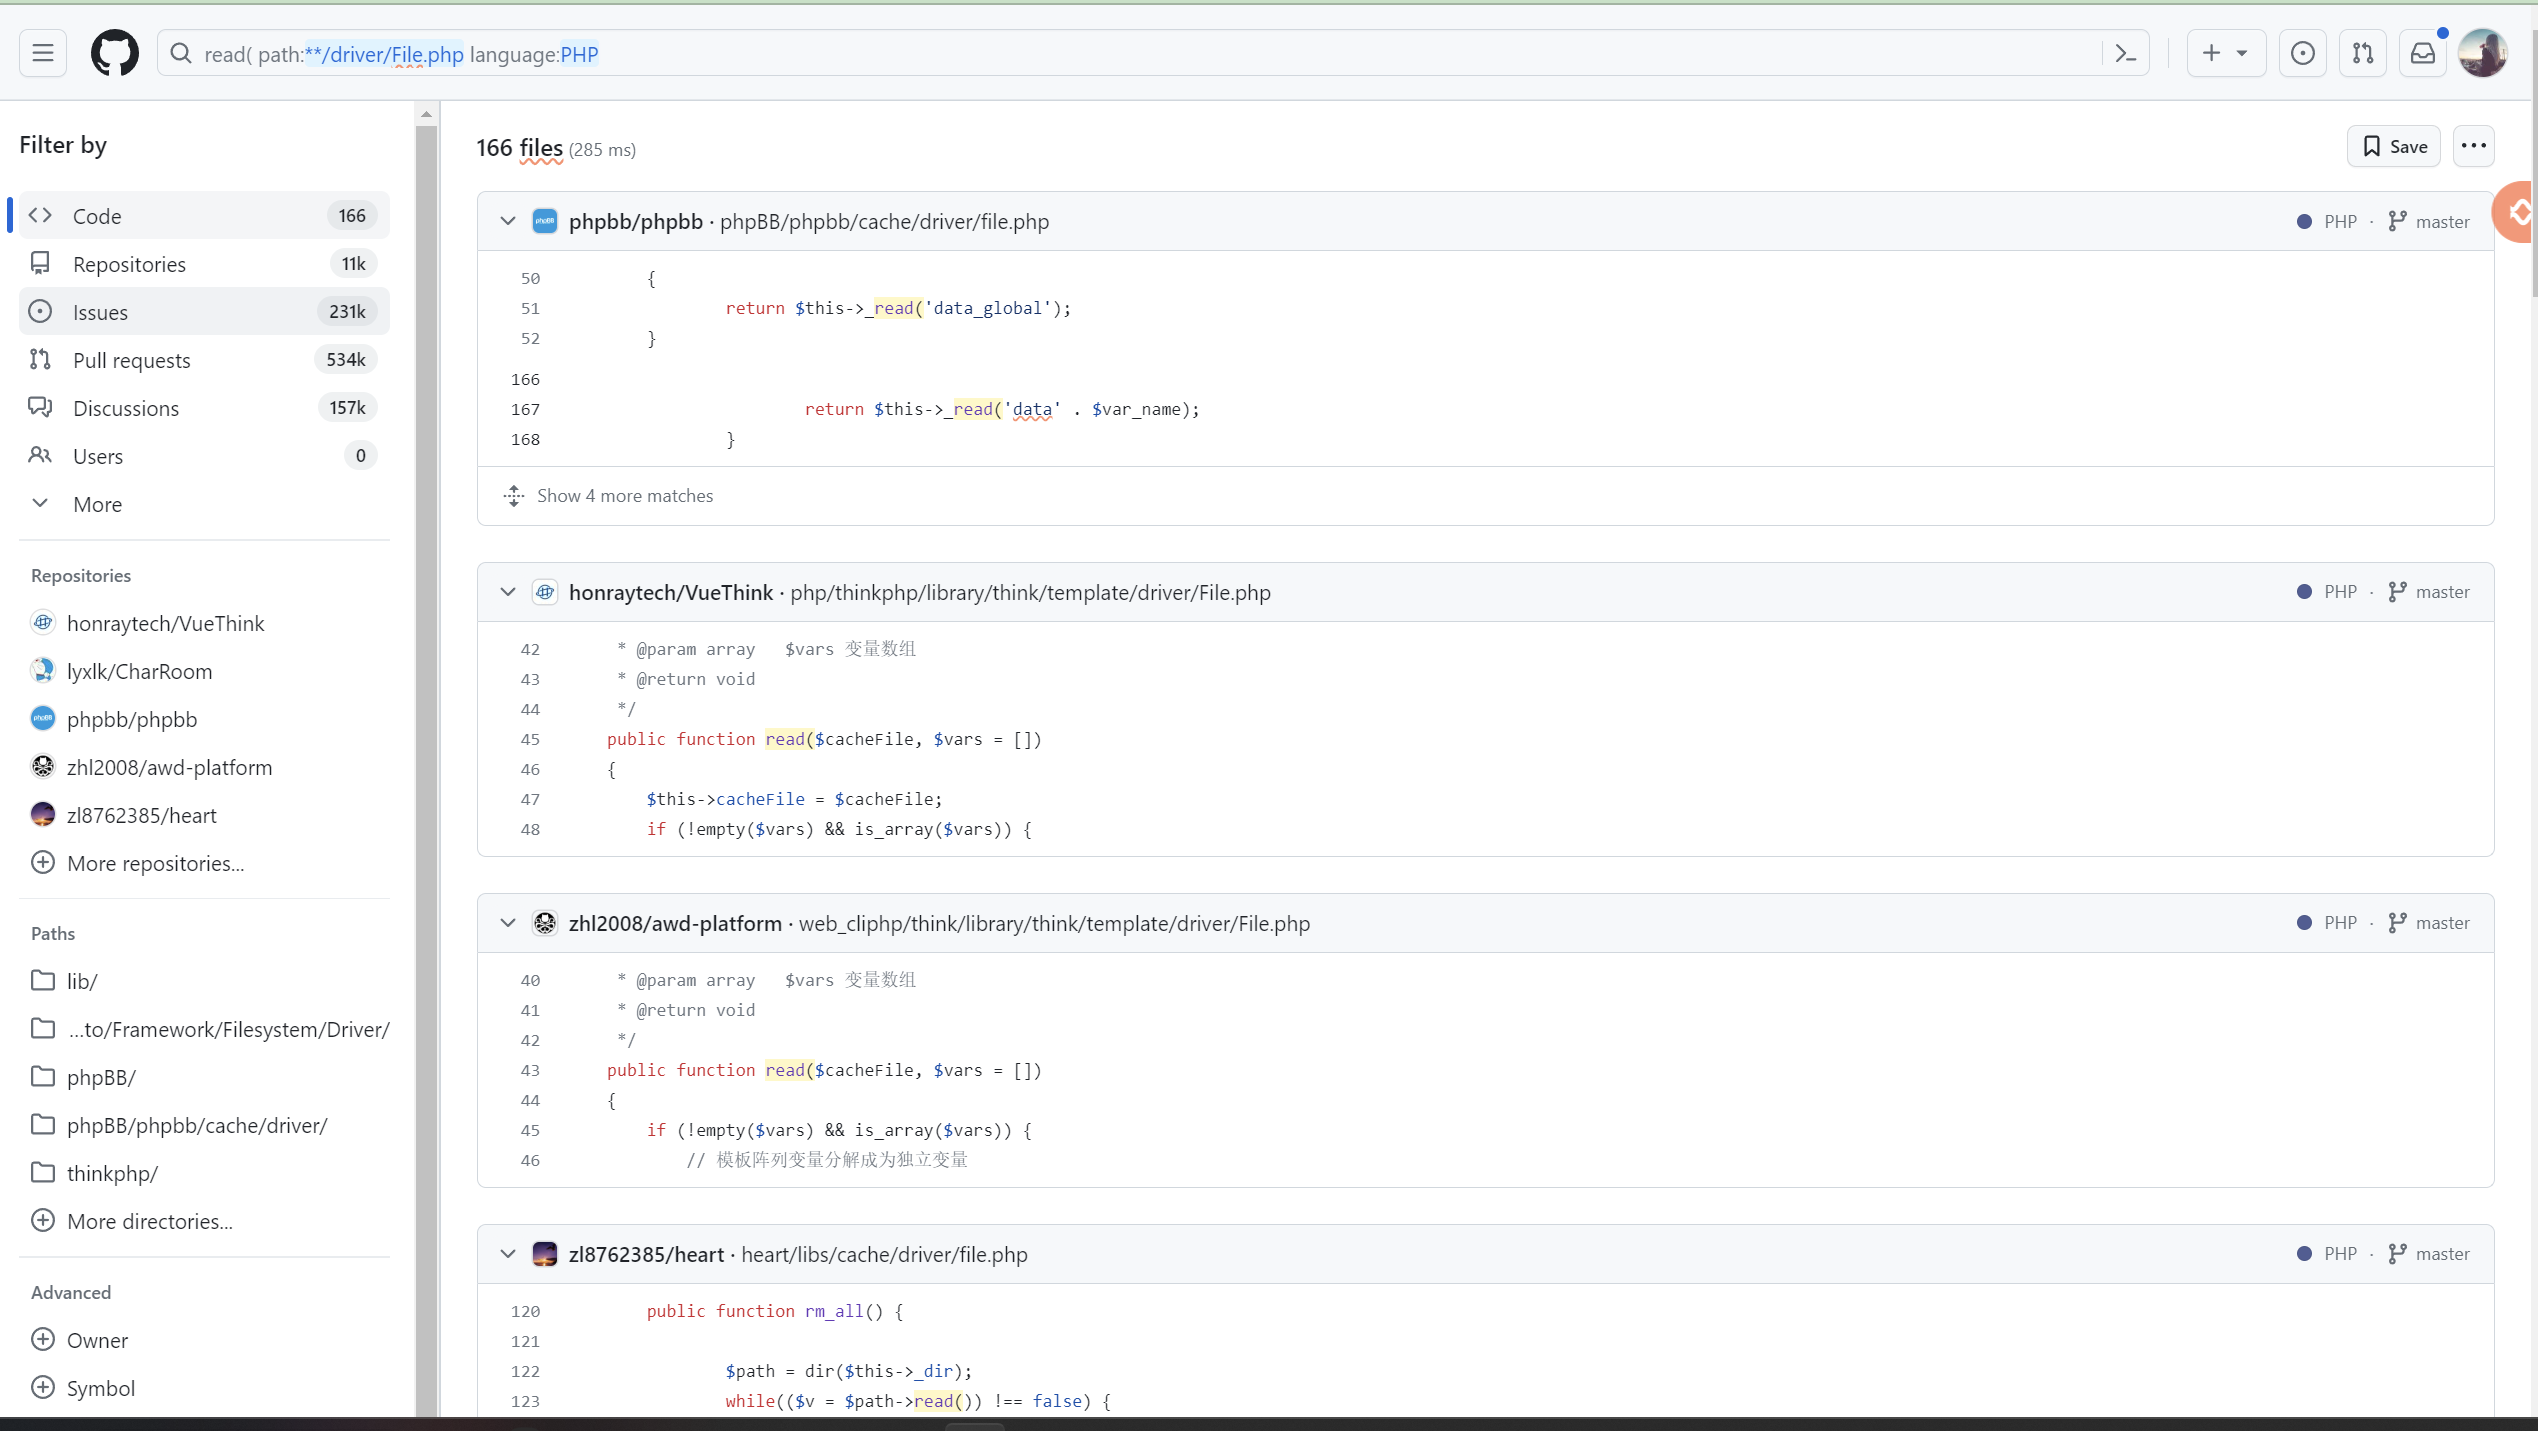 read( path:**/driver/File.php language:PHP
Filter by
Code 166
Repositories 11k
Issues 231k
Pull requests 534k
Discussions 157k
Users 0
More
Repositories
honraytech/VueThink
lyxlk/CharRoom
phpbb/phpbb
zhl2008/awd-platform
zl8762385/heart
More repositories...
Paths
lib/
...to/Framework/Filesystem/Driver/
phpBB/
phpBB/phpbb/cache/driver/
thinkphp/
More directories...
Advanced
Owner
Symbol
166 files (285 ms)
Save
phpbb/phpbb · phpBB/phpbb/cache/driver/file.php PHP · master
50 {
51 return $this->_read('data_global');
52 }
166
167 return $this->_read('data' . $var_name);
168 }
Show 4 more matches
honraytech/VueThink · php/thinkphp/library/think/template/driver/File.php PHP · master
42 * @param array $vars 变量数组
43 * @return void
44 */
45 public function read($cacheFile, $vars = [])
46 {
47 $this->cacheFile = $cacheFile;
48 if (!empty($vars) && is_array($vars)) {
zhl2008/awd-platform · web_cliphp/think/library/think/template/driver/File.php PHP · master
40 * @param array $vars 变量数组
41 * @return void
42 */
43 public function read($cacheFile, $vars = [])
44 {
45 if (!empty($vars) && is_array($vars)) {
46 // 模板阵列变量分解成为独立变量
zl8762385/heart · heart/libs/cache/driver/file.php PHP · master
120 public function rm_all() {
121
122 $path = dir($this->_dir);
123 while(($v = $path->read()) !== false) {